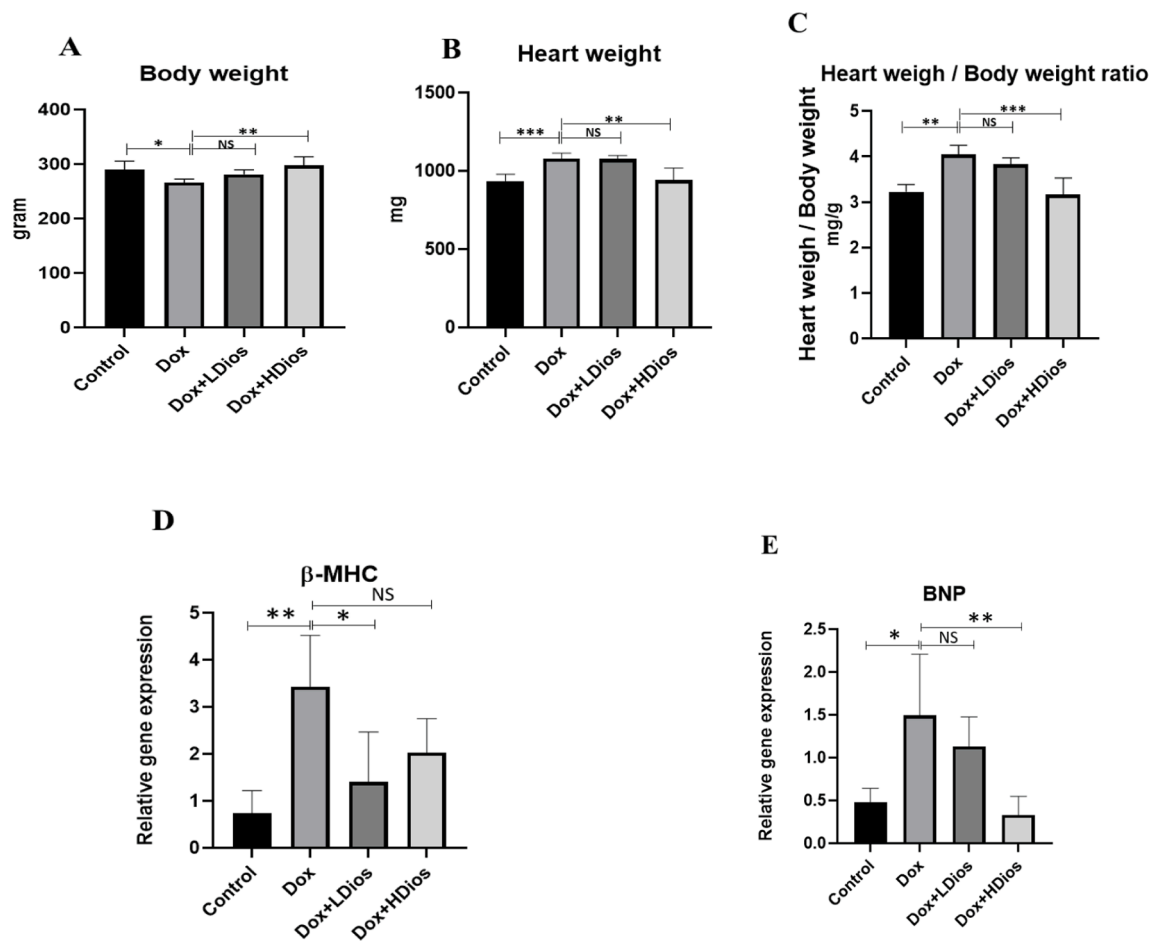 A
Body weight
gram
400
300
200
100
0
*
NS
**
Control
Dox
Dox+LDios
Dox+HDios
B
Heart weight
mg
1500
1000
500
0
***
NS
**
Control
Dox
Dox+LDios
Dox+HDios
C
Heart weigh / Body weight ratio
Heart weigh / Body weight
mg/g
5
4
3
2
1
0
**
NS
***
Control
Dox
Dox+LDios
Dox+HDios
D
β-MHC
Relative gene expression
5
4
3
2
1
0
**
*
NS
Control
Dox
Dox+LDios
Dox+HDios
E
BNP
Relative gene expression
2.5
2.0
1.5
1.0
0.5
0.0
*
NS
**
Control
Dox
Dox+LDios
Dox+HDios